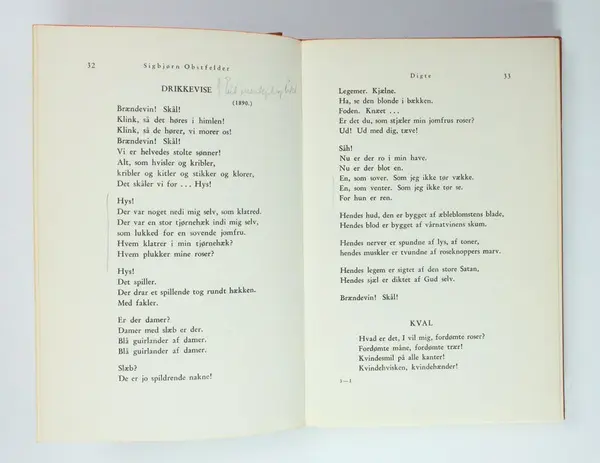 52
Sigbjørn Obstfelder
DRIKKEVISE
(1890.)
Brændevin! Skål!
Klink, så det høres i himlen!
Klink, så de hører, vi morer os!
Brændevin! Skål!
Vi er helvedes stolte sønner!
Alt, som hvisler og kribler,
kribler og kitler og stikker og klorer,
Det skåler vi for ... Hys!
Hys!
Der var noget nedi mig selv, som klatred.
Der var en stor tjørnehæk indi mig selv,
som lukked for en sovende jomfru.
Hvem klatrer i min tjørnehæk?
Hvem plukker mine roser?
Hys!
Det spiller.
Der drar et spillende tog rundt hækken.
Med fakler.
Er der damer?
Damer med slæb er der.
Blå guirlander af damer.
Blå guirlander af damer.
Slæb?
De er jo spildrende nakne!
Digte
33
Legemer. Kjælne.
Ha, se den blonde i bækken.
Foden. Knæet ...
Er det du, som stjæler min jomfrus roser?
Ud! Ud med dig, tæve!
Såh!
Nu er der ro i min have.
Nu er der blot en.
En, som sover. Som jeg ikke tør vække.
En, som venter. Som jeg ikke tør se.
For hun er ren.
Hendes hud, den er bygget af æbleblomstens blade,
Hendes blod er bygget af vårnatvinens skum.
Hendes nerver er spundne af lys, af toner,
hendes muskler er tvundne af roseknoppers marv.
Hendes legem er sigtet af den store Satan,
Hendes sjæl er diktet af Gud selv.
Brændevin! Skål!
KVAL
Hvad er det, I vil mig, fordømte roser?
Fordømte måne, fordømte trær!
Kvindesmil på alle kanter!
Kvindehvisken, kvindehænder!